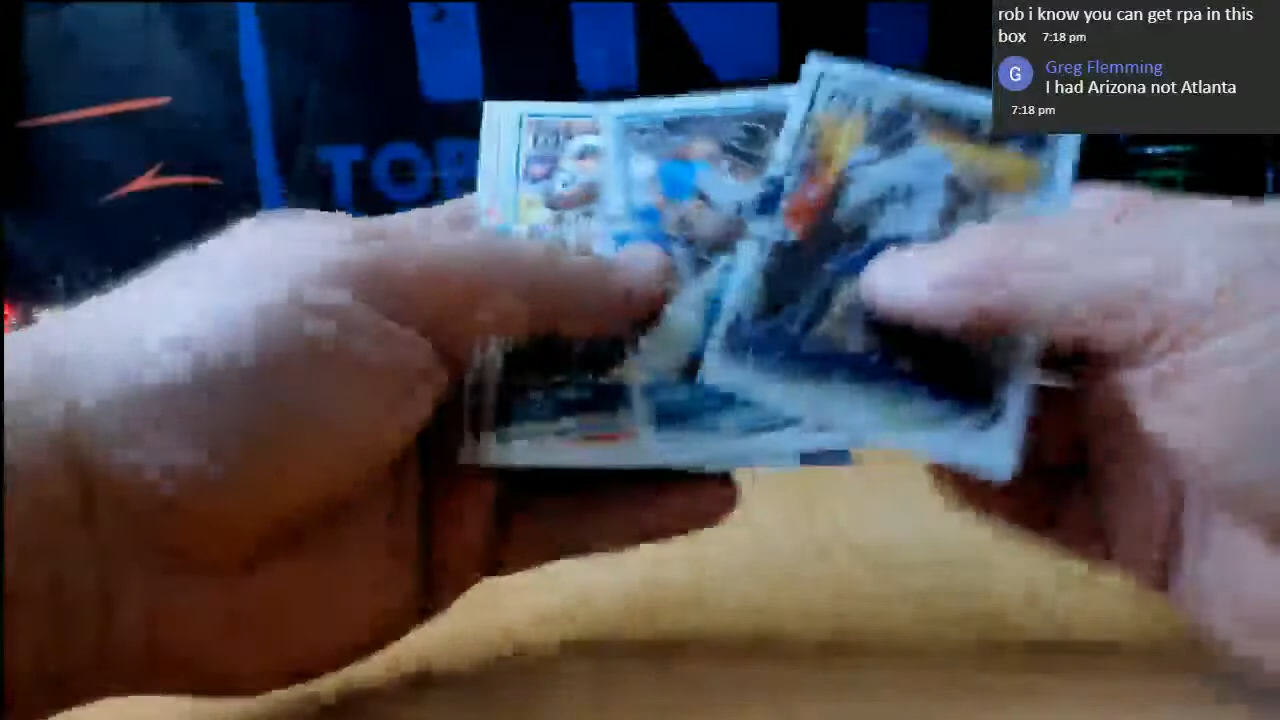 rob i know you can get rpa in this
box 7:18 pm
G Greg Flemming
I had Arizona not Atlanta
7:18 pm
TOP